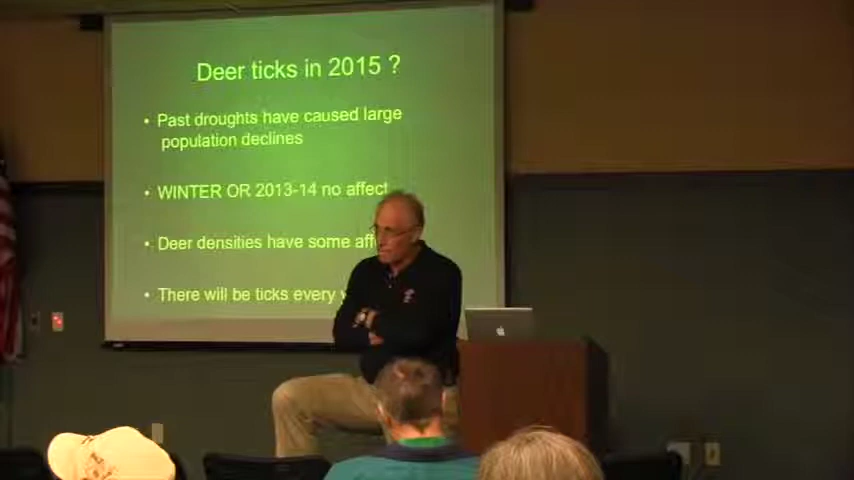 Deer ticks in 2015 ?
• Past droughts have caused large
population declines
• WINTER OR 2013-14 no affect
• Deer densities have some aff
• There will be ticks every